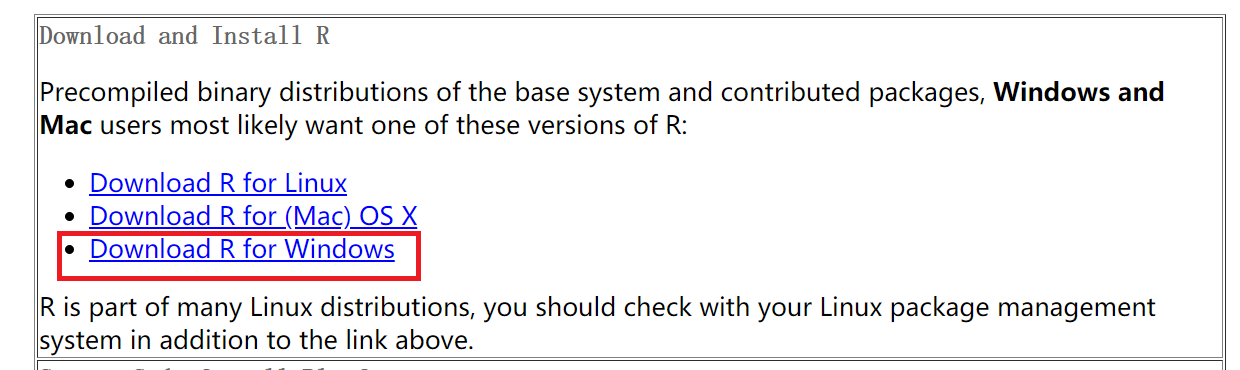 Download and Install R
Precompiled binary distributions of the base system and contributed packages, Windows and
Mac users most likely want one of these versions of R:
Download R for Linux
Download R for (Mac) OS X
Download R for Windows
R is part of many Linux distributions, you should check with your Linux package management
system in addition to the link above.